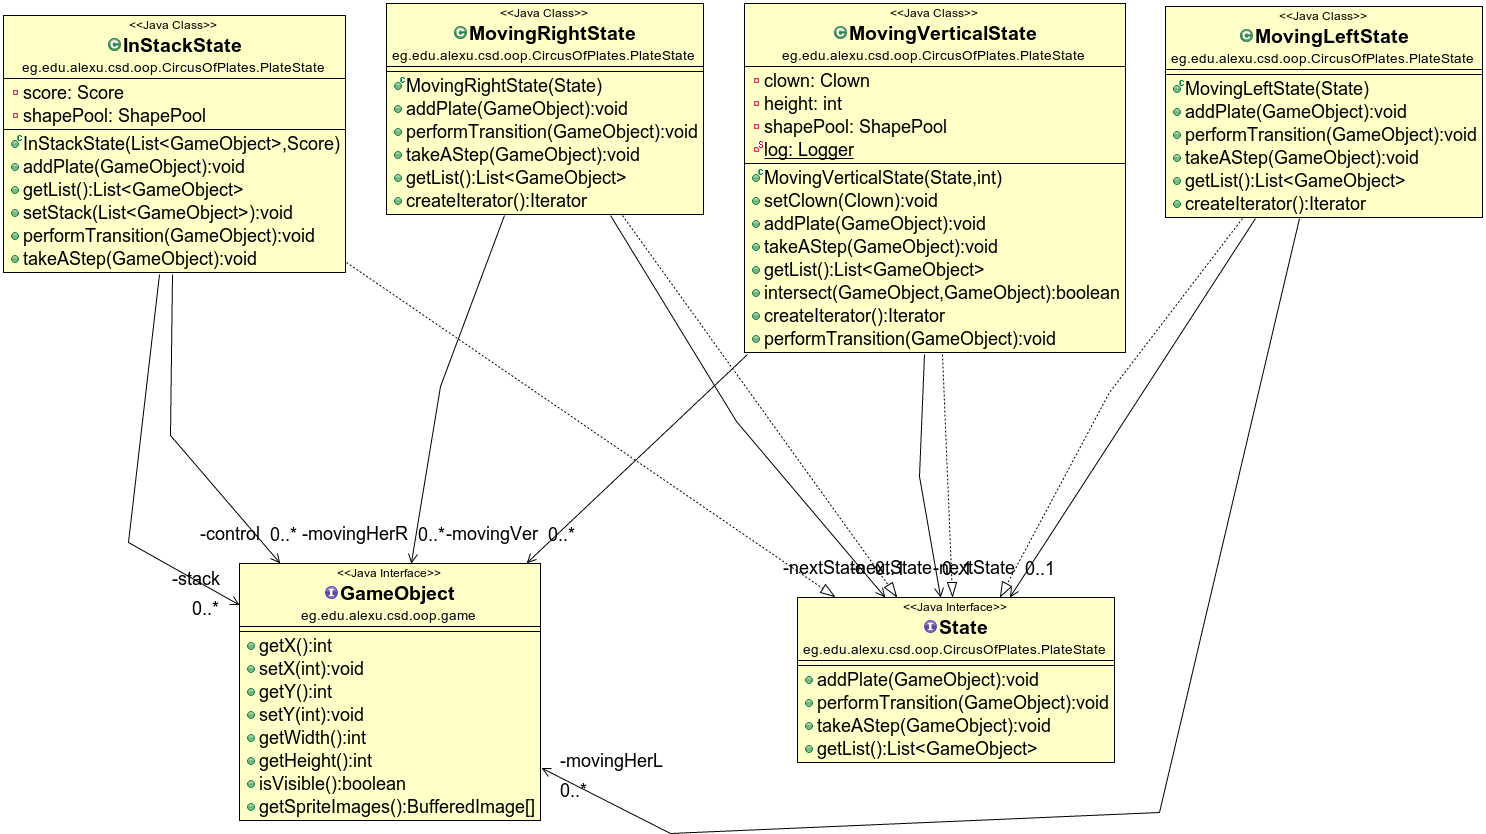 <<Java Class>>
InStackState
eg.edu.alexu.csd.oop.CircusOfPlates.PlateState
score: Score
shapePool: ShapePool
InStackState(List<GameObject>,Score)
addPlate(GameObject):void
getList():List<GameObject>
setStack(List<GameObject>):void
performTransition(GameObject):void
takeAStep(GameObject):void
<<Java Class>>
MovingRightState
eg.edu.alexu.csd.oop.CircusOfPlates.PlateState
MovingRightState(State)
addPlate(GameObject):void
performTransition(GameObject):void
takeAStep(GameObject):void
getList():List<GameObject>
createIterator():Iterator
<<Java Class>>
MovingVerticalState
eg.edu.alexu.csd.oop.CircusOfPlates.PlateState
clown: Clown
height: int
shapePool: ShapePool
log: Logger
MovingVerticalState(State,int)
setClown(Clown):void
addPlate(GameObject):void
takeAStep(GameObject):void
getList():List<GameObject>
intersect(GameObject,GameObject):boolean
createIterator():Iterator
performTransition(GameObject):void
<<Java Class>>
MovingLeftState
eg.edu.alexu.csd.oop.CircusOfPlates.PlateState
MovingLeftState(State)
addPlate(GameObject):void
performTransition(GameObject):void
takeAStep(GameObject):void
getList():List<GameObject>
createIterator():Iterator
-control 0..*
-movingHerR 0..*
-movingVer 0..*
-stack
0..*
-nextState 0..1
-nextState 0..1
-nextState 0..1
<<Java Interface>>
GameObject
eg.edu.alexu.csd.oop.game
getX():int
setX(int):void
getY():int
setY(int):void
getWidth():int
getHeight():int
isVisible():boolean
getSpriteImages():BufferedImage[]
-movingHerL
0..*
<<Java Interface>>
State
eg.edu.alexu.csd.oop.CircusOfPlates.PlateState
addPlate(GameObject):void
performTransition(GameObject):void
takeAStep(GameObject):void
getList():List<GameObject>